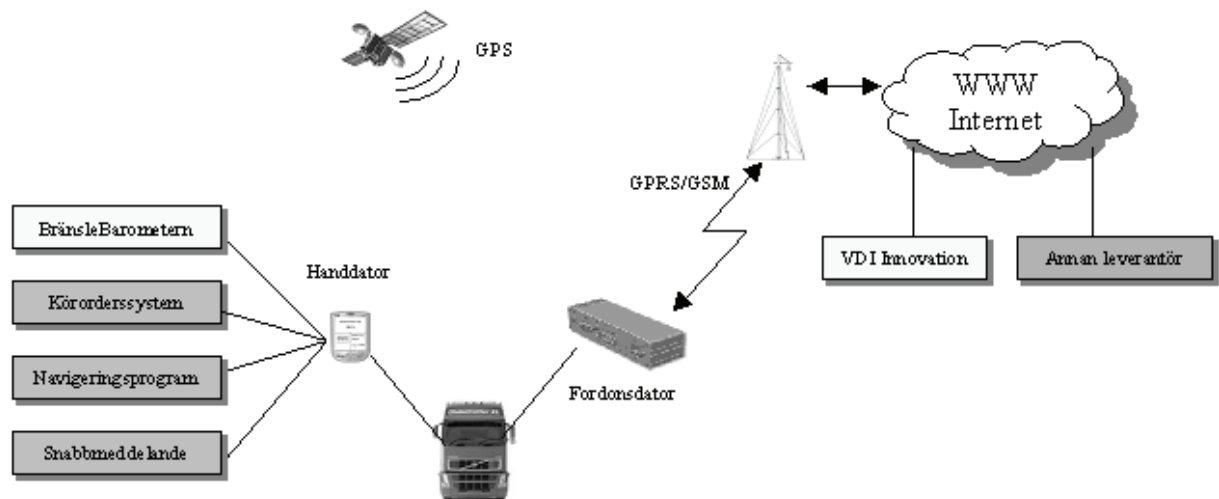 GPS
WWW
Internet
GPRS/GSM
BränsleBarometern
Körorderssystem
Navigeringsprogram
Snabbmeddelande
Handdator
Fordonsdator
VDI Innovation
Annan leverantör